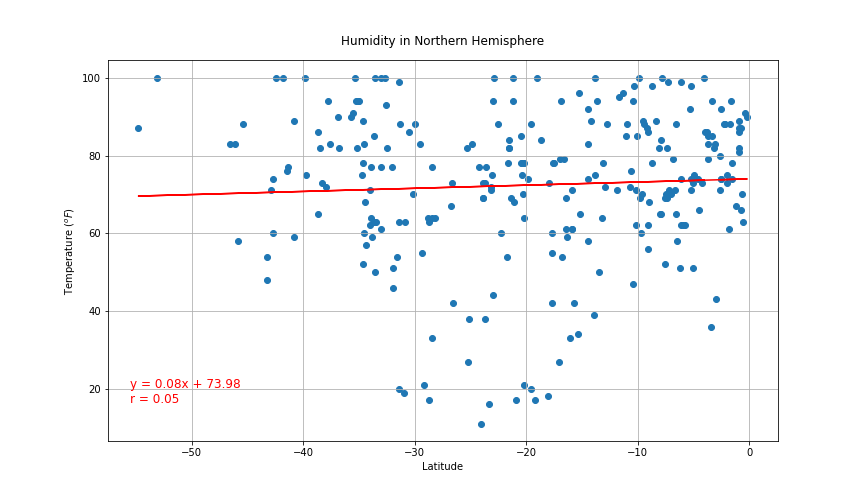 Humidity in Northern Hemisphere
Temperature (°F)
100
80
60
40
20
y = 0.08x + 73.98
r = 0.05
−50 −40 −30 −20 −10 0
Latitude